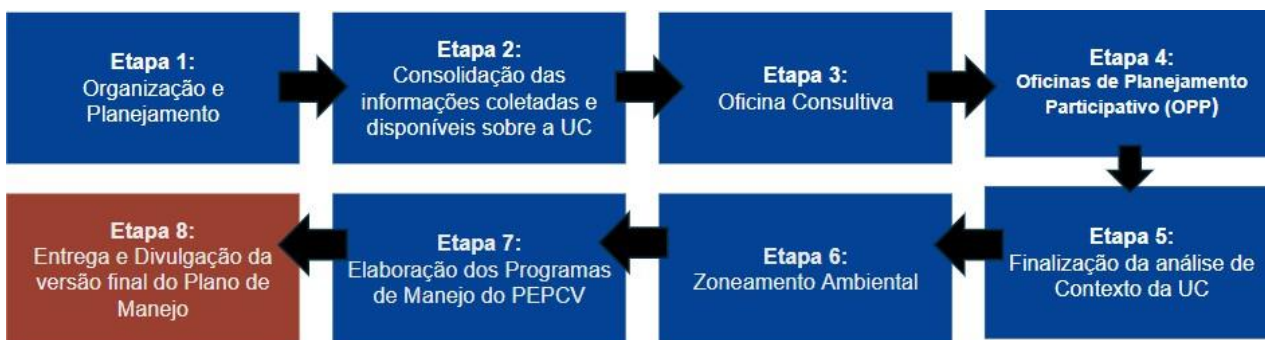 Etapa 1:
Organização e
Planejamento
Etapa 2:
Consolidação das
informações coletadas e
disponíveis sobre a UC
Etapa 3:
Oficina Consultiva
Etapa 4:
Oficinas de Planejamento
Participativo (OPP)
Etapa 5:
Finalização da análise de
Contexto da UC
Etapa 6:
Zoneamento Ambiental
Etapa 7:
Elaboração dos Programas
de Manejo do PEPCV
Etapa 8:
Entrega e Divulgação da
versão final do Plano de
Manejo